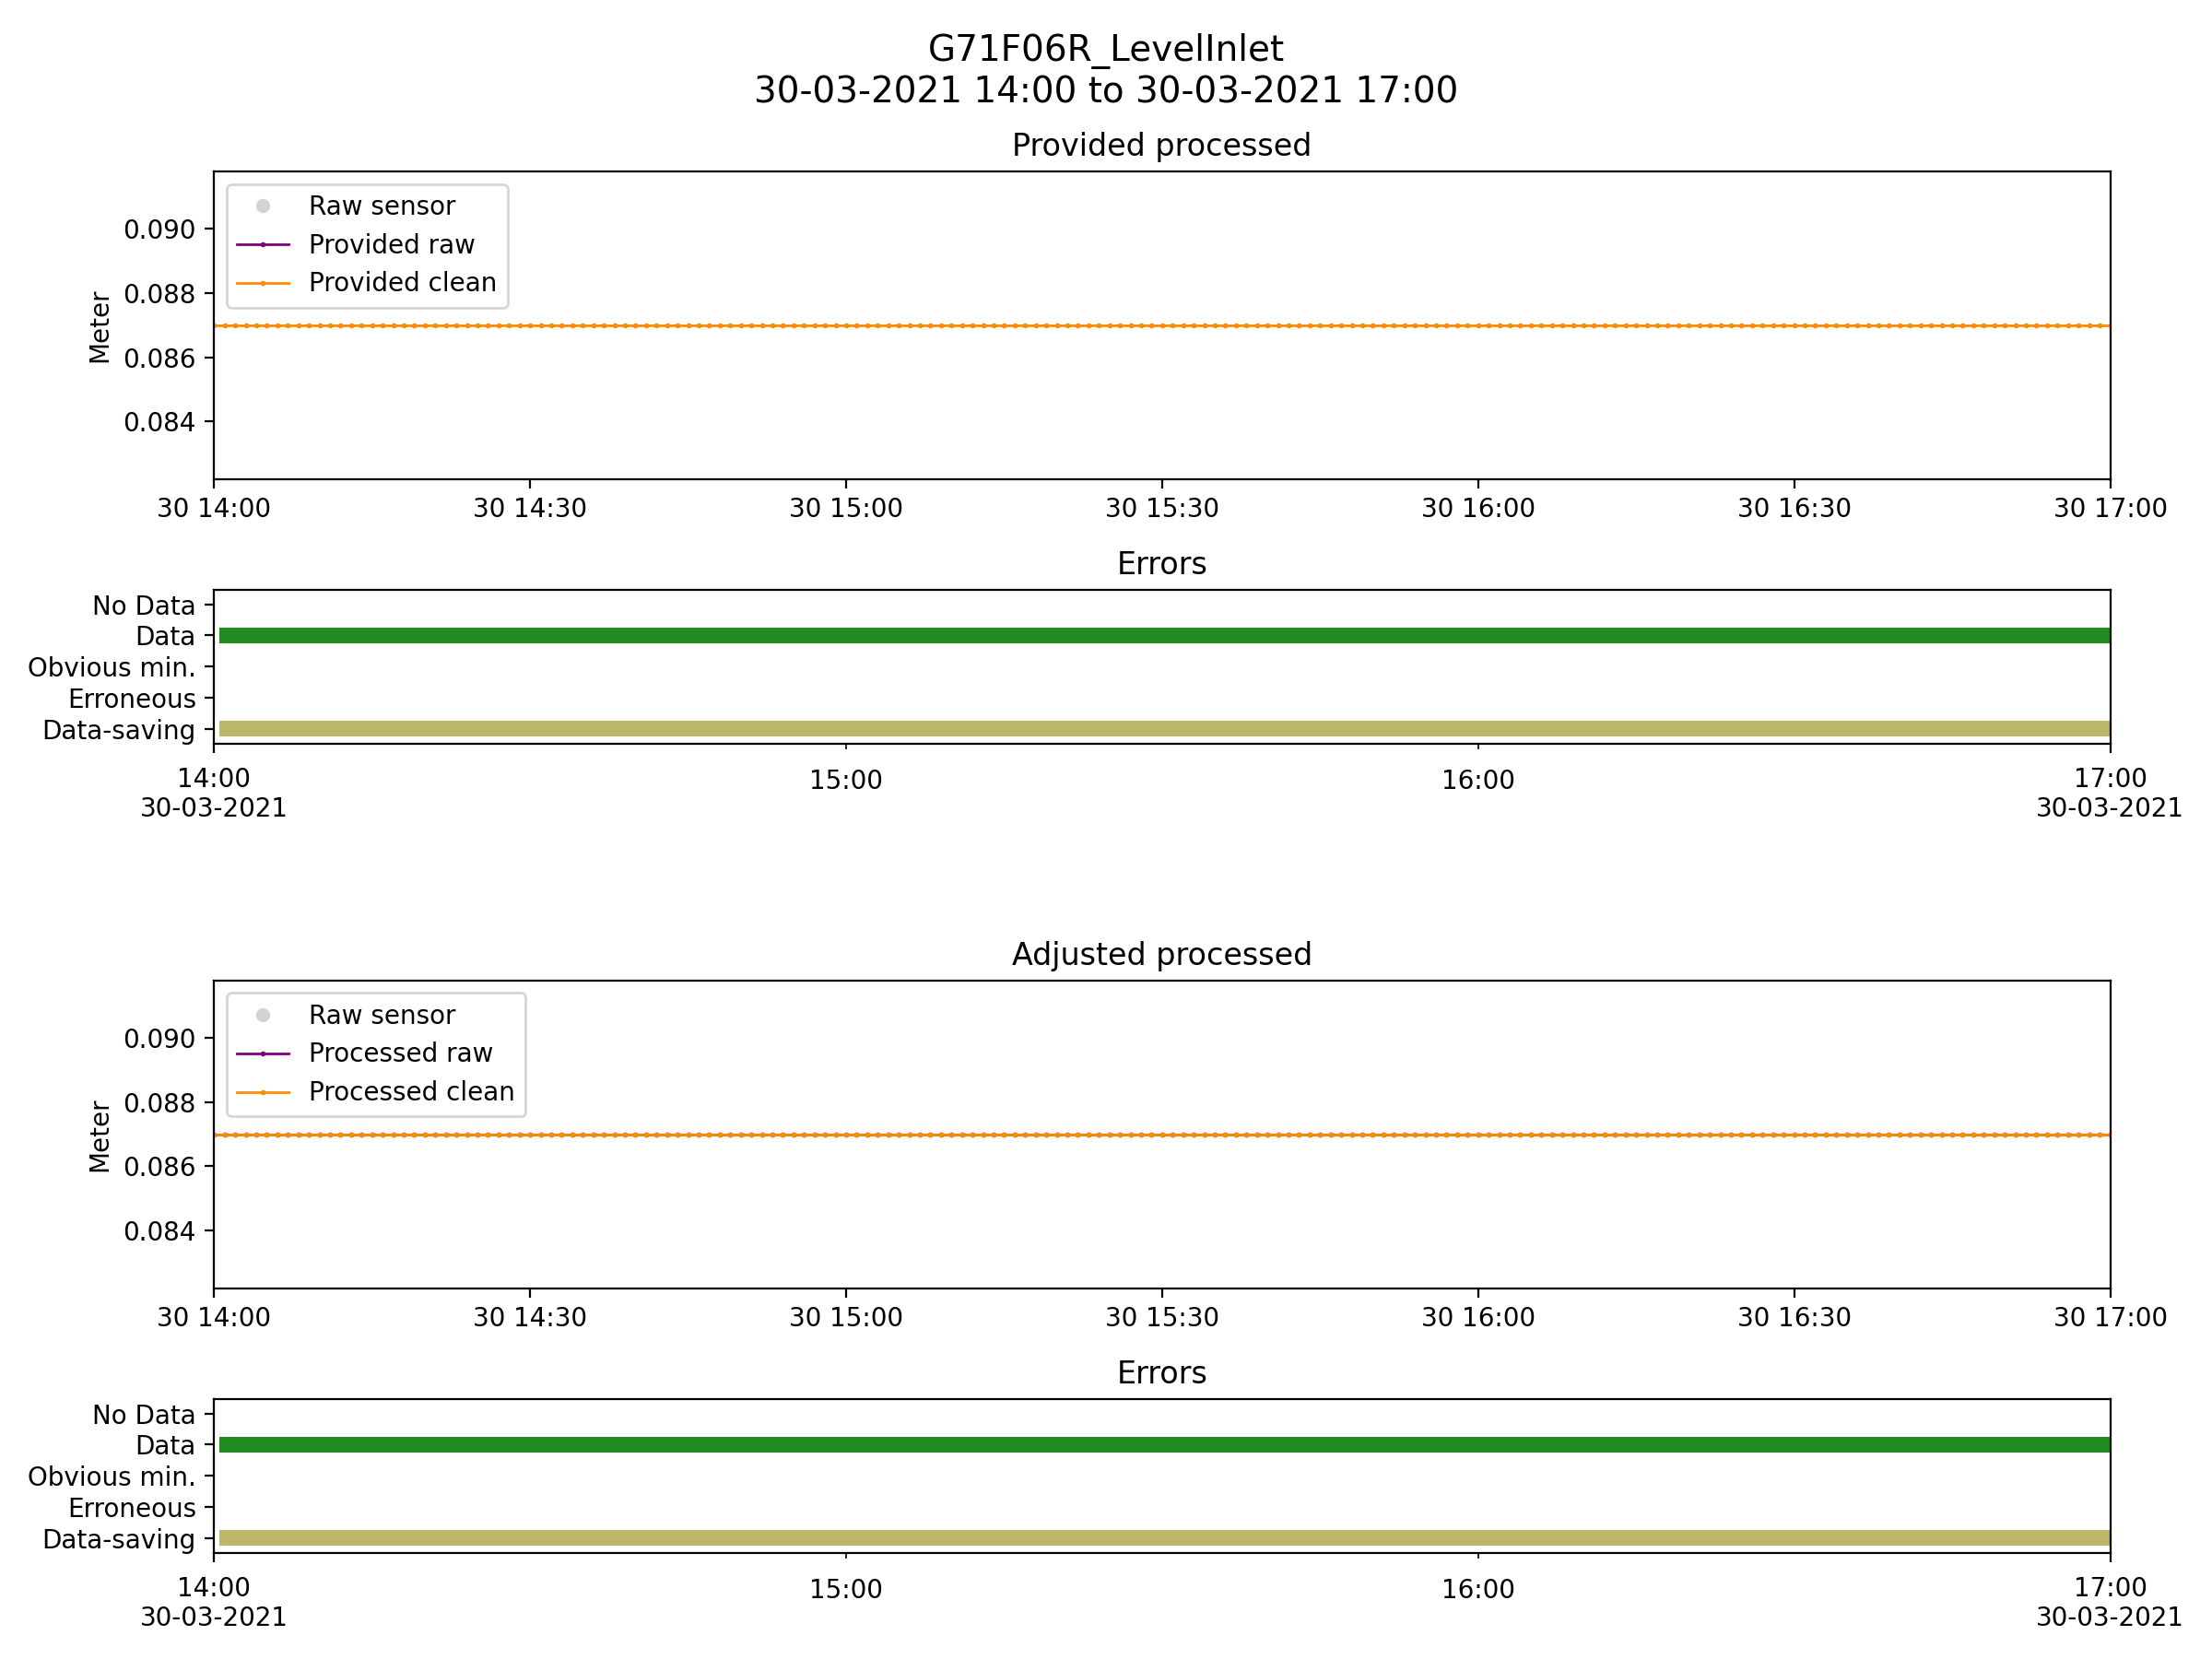 G71F06R_LevelInlet
30-03-2021 14:00 to 30-03-2021 17:00
Provided processed
Raw sensor
Provided raw
Provided clean
Meter
0.090
0.088
0.086
0.084
30 14:00 30 14:30 30 15:00 30 15:30 30 16:00 30 16:30 30 17:00
Errors
No Data
Data
Obvious min.
Erroneous
Data-saving
14:00 15:00 16:00 17:00
30-03-2021 30-03-2021
Adjusted processed
Raw sensor
Processed raw
Processed clean
Meter
0.090
0.088
0.086
0.084
30 14:00 30 14:30 30 15:00 30 15:30 30 16:00 30 16:30 30 17:00
Errors
No Data
Data
Obvious min.
Erroneous
Data-saving
14:00 15:00 16:00 17:00
30-03-2021 30-03-2021